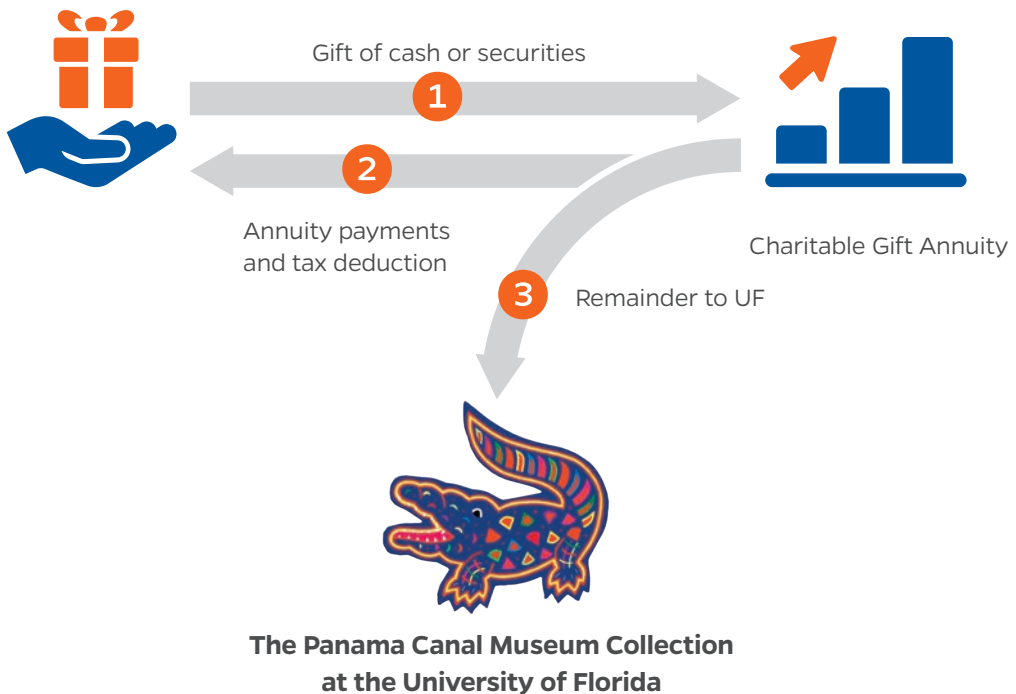 Gift of cash or securities
1
2
Annuity payments
and tax deduction
Charitable Gift Annuity
3
Remainder to UF
The Panama Canal Museum Collection
at the University of Florida